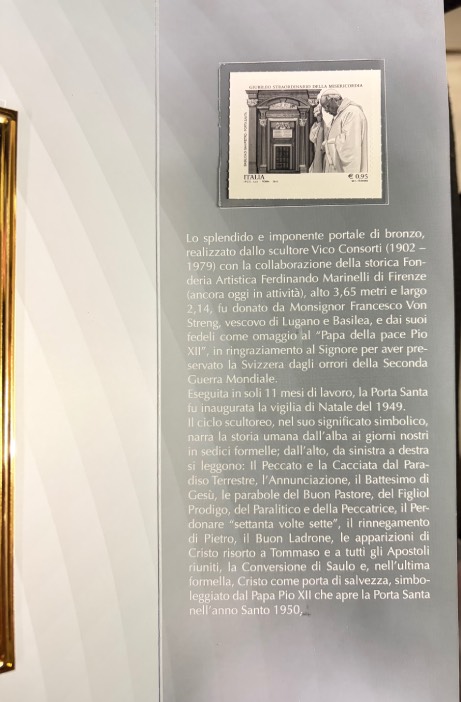 GIUBILEO STRAORDINARIO DELLA MISERICORDIA
ITALIA
€ 0,95
Lo splendido e imponente portale di bronzo,
realizzato dallo scultore Vico Consorti (1902 –
1979) con la collaborazione della storica Fon-
deria Artistica Ferdinando Marinelli di Firenze
(ancora oggi in attività), alto 3,65 metri e largo
2,14, fu donato da Monsignor Francesco Von
Streng, vescovo di Lugano e Basilea, e dai suoi
fedeli come omaggio al “Papa della pace Pio
XII”, in ringraziamento al Signore per aver pre-
servato la Svizzera dagli orrori della Seconda
Guerra Mondiale.
Eseguita in soli 11 mesi di lavoro, la Porta Santa
fu inaugurata la vigilia di Natale del 1949.
Il ciclo scultoreo, nel suo significato simbolico,
narra la storia umana dall’alba ai giorni nostri
in sedici formelle; dall’alto, da sinistra a destra
si leggono: Il Peccato e la Cacciata dal Para-
diso Terrestre, l’Annunciazione, il Battesimo di
Gesù, le parabole del Buon Pastore, del Figliol
Prodigo, del Paralitico e della Peccatrice, il Per-
donare “settanta volte sette”, il rinnegamento
di Pietro, il Buon Ladrone, le apparizioni di
Cristo risorto a Tommaso e a tutti gli Apostoli
riuniti, la Conversione di Saulo e, nell’ultima
formella, Cristo come porta di salvezza, simbo-
leggiato dal Papa Pio XII che apre la Porta Santa
nell’anno Santo 1950,